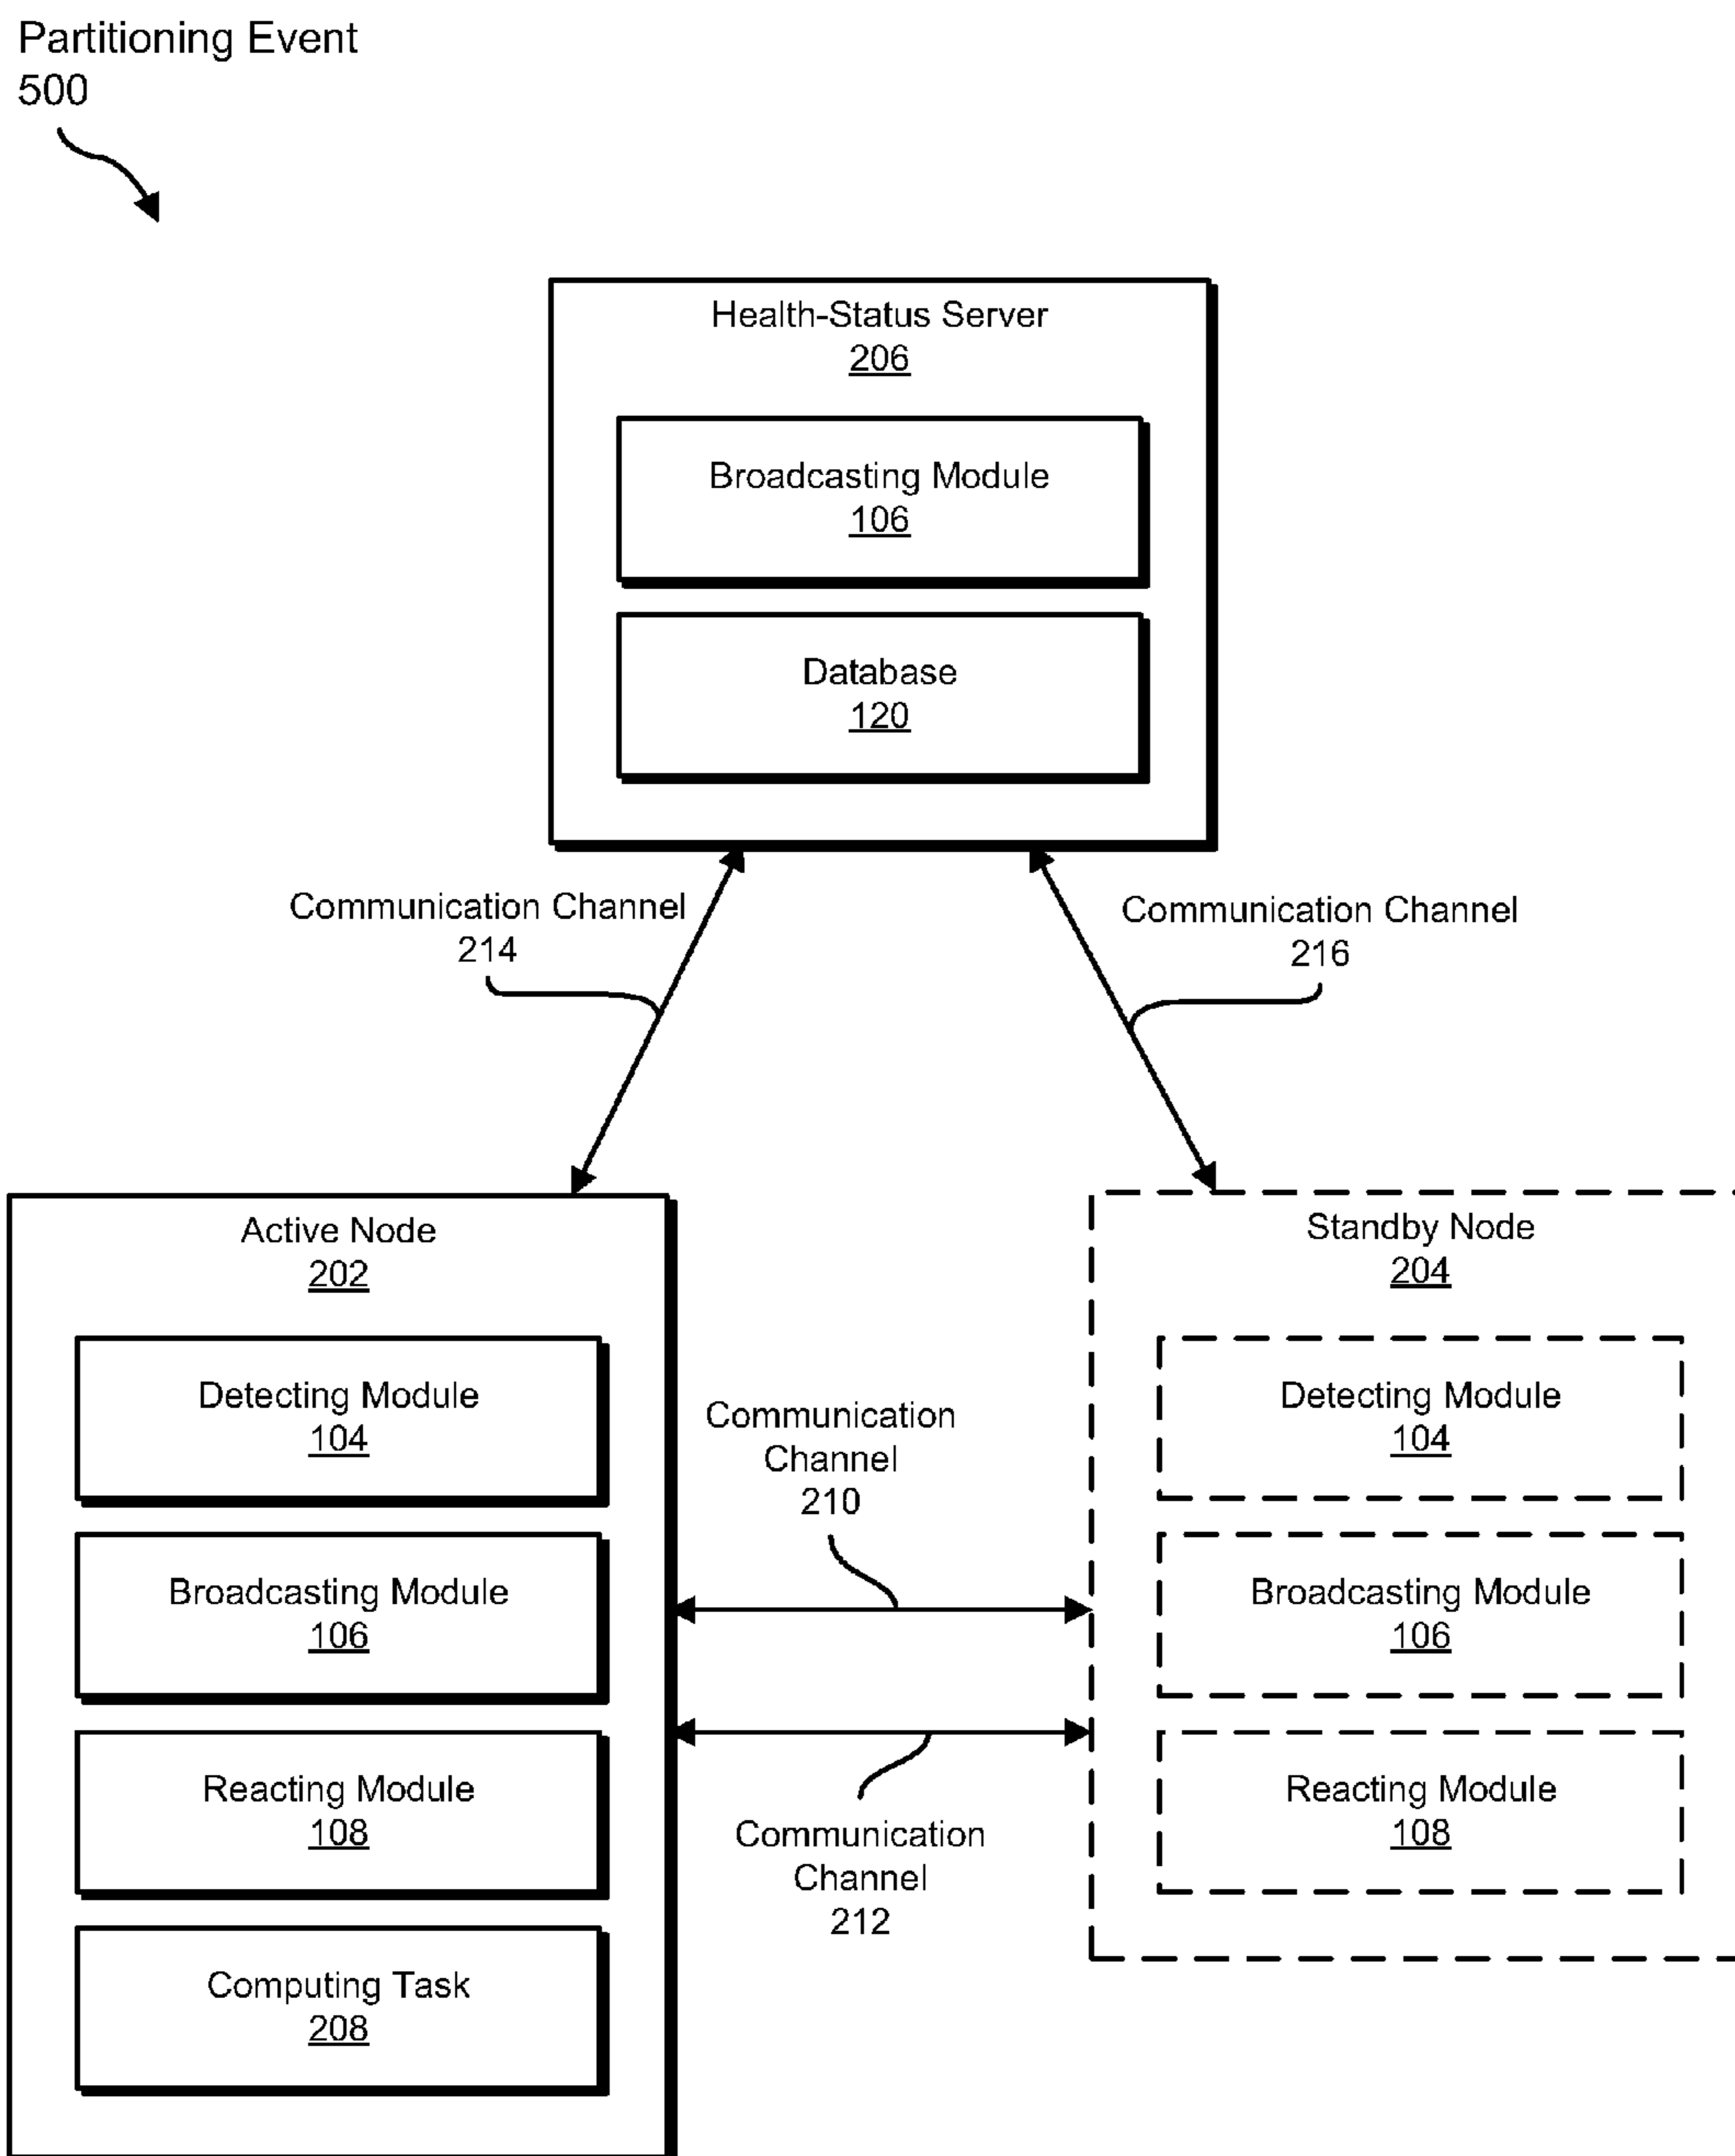 Partitioning Event
500
Health-Status Server
206
Broadcasting Module
106
Database
120
Communication Channel
214
Communication Channel
216
Active Node
202
Detecting Module
104
Broadcasting Module
106
Reacting Module
108
Computing Task
208
Communication
Channel
210
Communication
Channel
212
Standby Node
204
Detecting Module
104
Broadcasting Module
106
Reacting Module
108